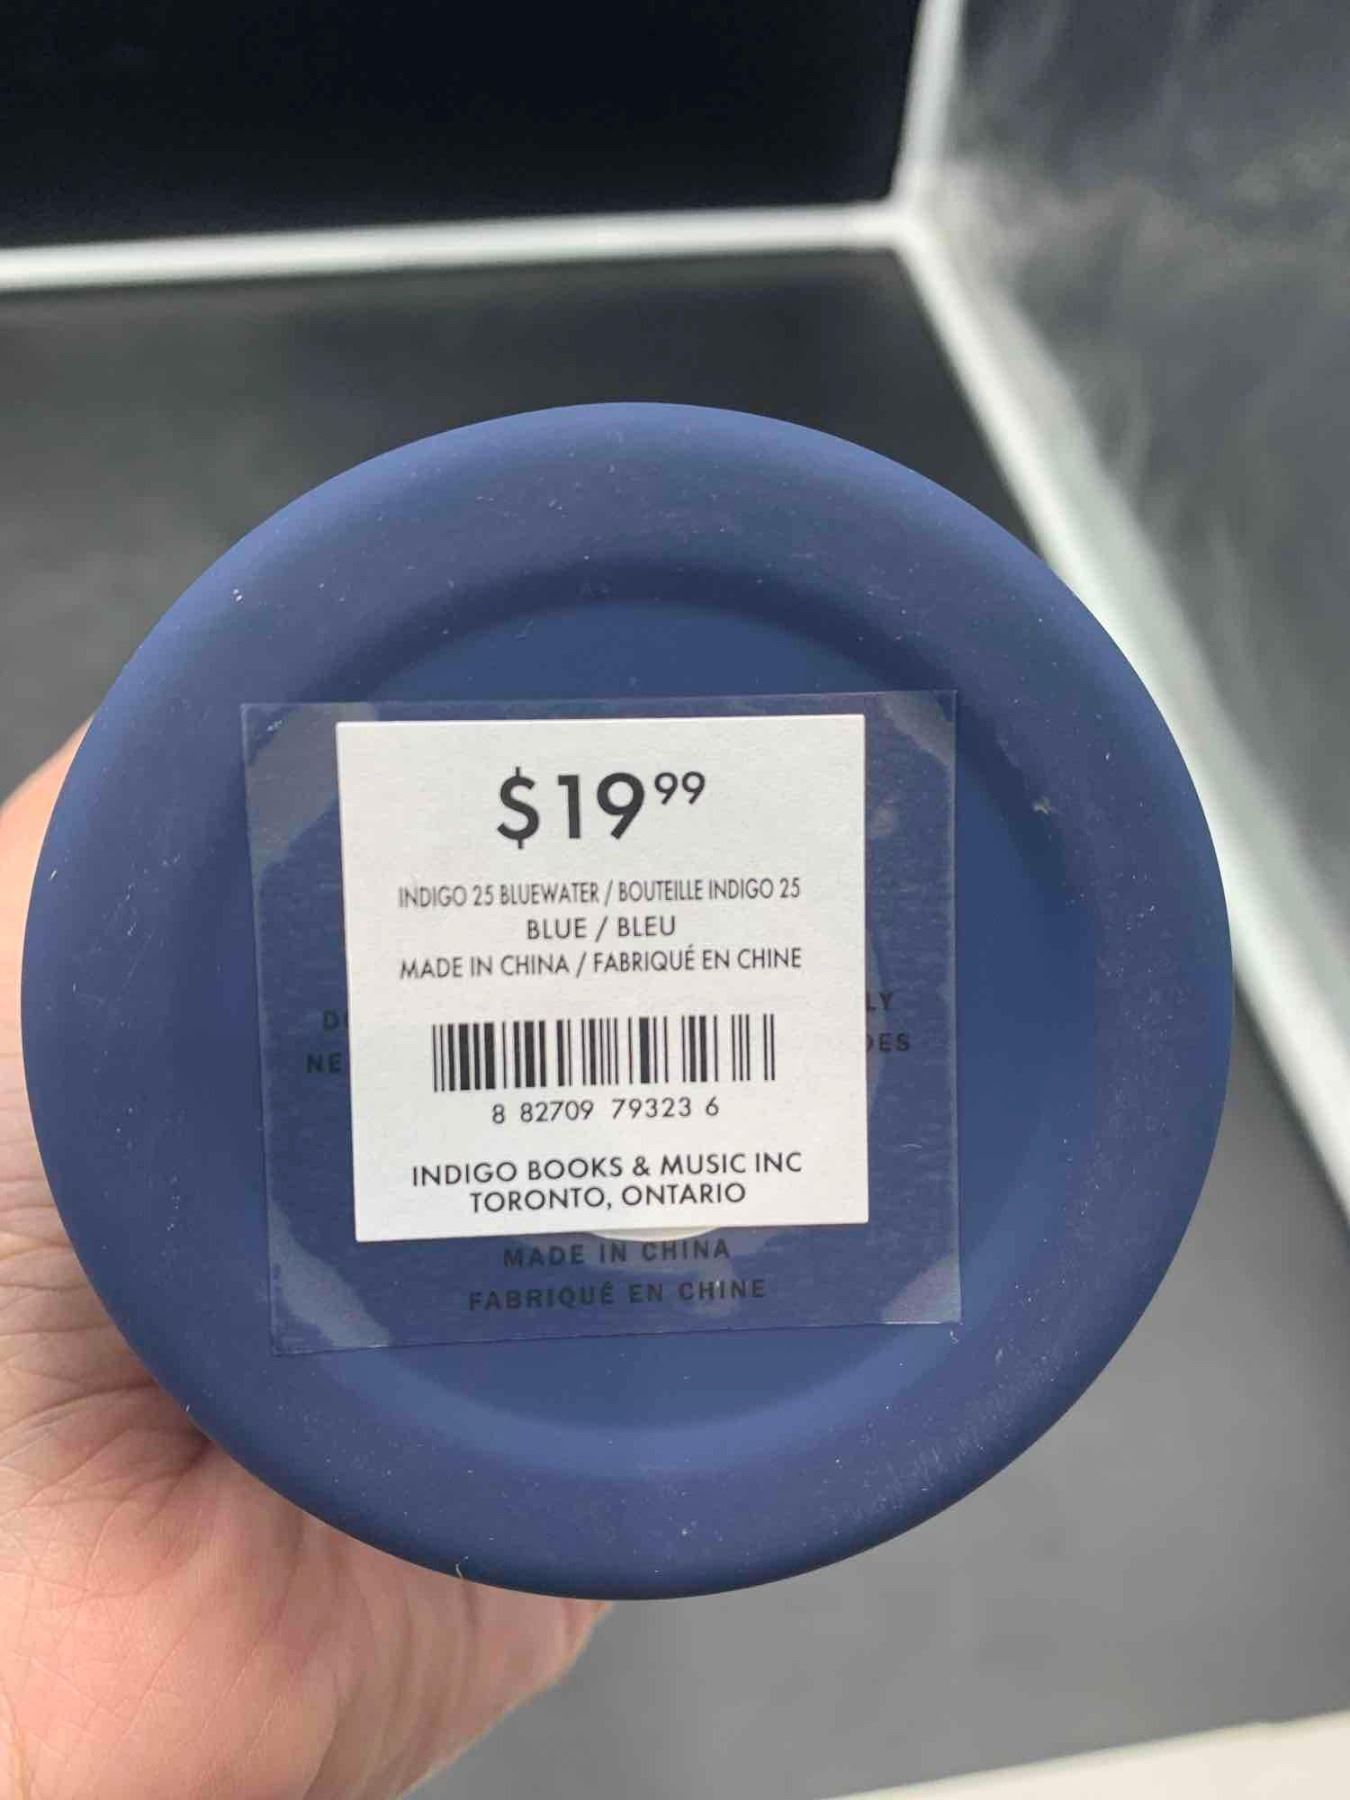 $19.99
INDIGO 25 BLUEWATER / BOUTEILLE INDIGO 25
BLUE / BLEU
MADE IN CHINA / FABRIQUÉ EN CHINE
8 82709 79323 6
INDIGO BOOKS & MUSIC INC
TORONTO, ONTARIO
MADE IN CHINA
FABRIQUÉ EN CHINE